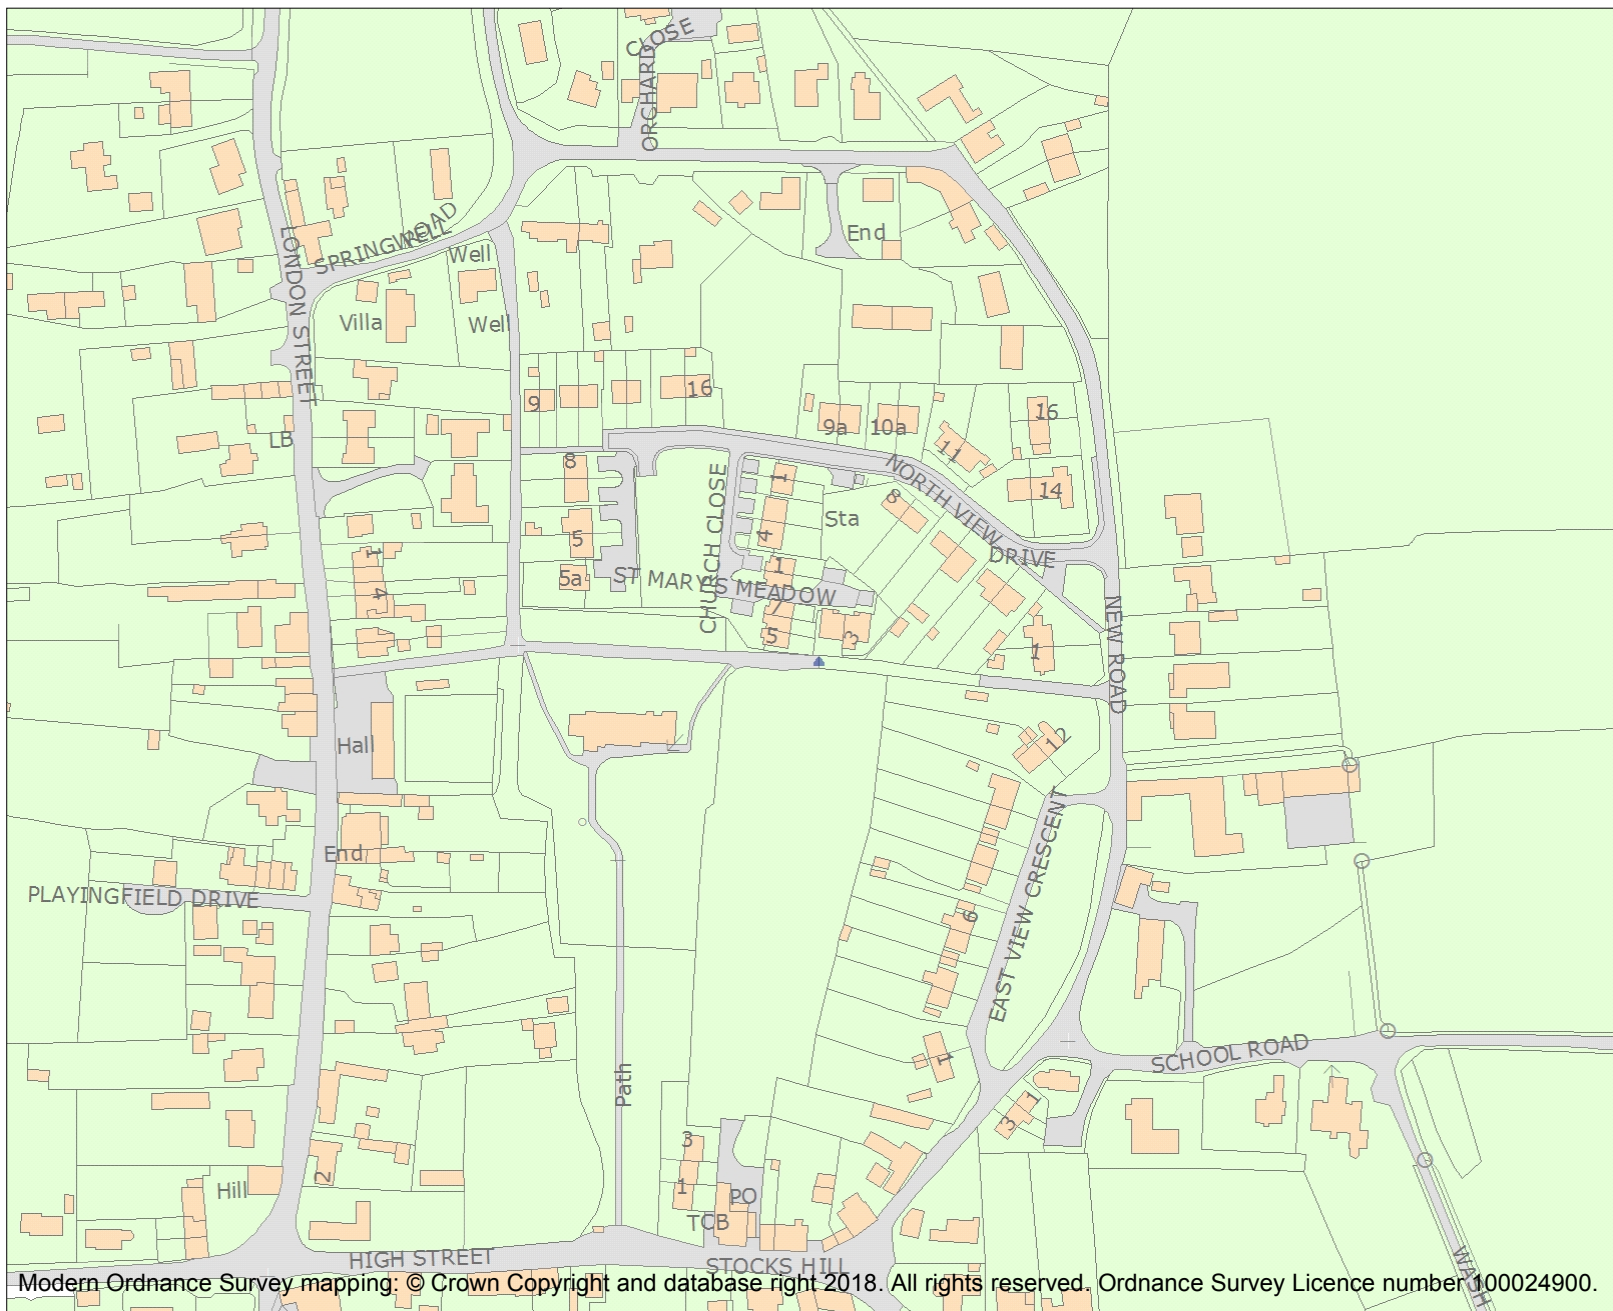 CLOSE
ORCHARD
LONDON STREET
SPRINGWELL
ROAD
Well
End
Villa
Well
9
16
9a
10a
16
LB
8
11
14
1
NORTH VIEW
DRIVE
8
Sta
CHURCH CLOSE
4
5
1
4
1
5a
ST MARY'S MEADOW
7
5
3
1
NEW ROAD
Hall
12
End
PLAYINGFIELD DRIVE
6
EAST VIEW CRESCENT
1
SCHOOL ROAD
Path
1
3
3
1
2
Hill
PO
TCB
HIGH STREET
STOCKS HILL
WASH
Modern Ordnance Survey mapping: © Crown Copyright and database right 2018. All rights reserved. Ordnance Survey Licence number 100024900.